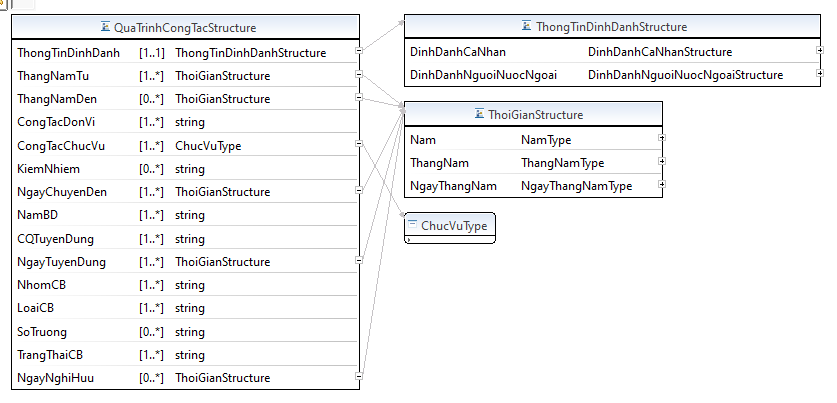 QuaTrinhCongTacStructure
ThongTinDinhDanh [1..1] ThongTinDinhDanhStructure
ThangNamTu [1..*] ThoiGianStructure
ThangNamDen [0..*] ThoiGianStructure
CongTacDonVi [1..*] string
CongTacChucVu [1..*] ChucVuType
KiemNhiem [0..*] string
NgayChuyenDen [1..*] ThoiGianStructure
NamBD [1..*] string
CQTuyenDung [1..*] string
NgayTuyenDung [1..*] ThoiGianStructure
NhomCB [1..*] string
LoaiCB [1..*] string
SoTruong [0..*] string
TrangThaiCB [1..*] string
NgayNghiHuu [0..*] ThoiGianStructure
ThongTinDinhDanhStructure
DinhDanhCaNhan DinhDanhCaNhanStructure
DinhDanhNguoiNuocNgoai DinhDanhNguoiNuocNgoaiStructure
ThoiGianStructure
Nam NamType
ThangNam ThangNamType
NgayThangNam NgayThangNamType
ChucVuType